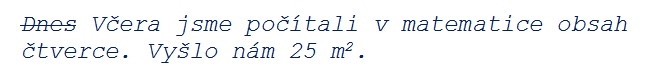 Dnes Včera jsme počítali v matematice obsah
čtverce. Vyšlo nám 25 m².